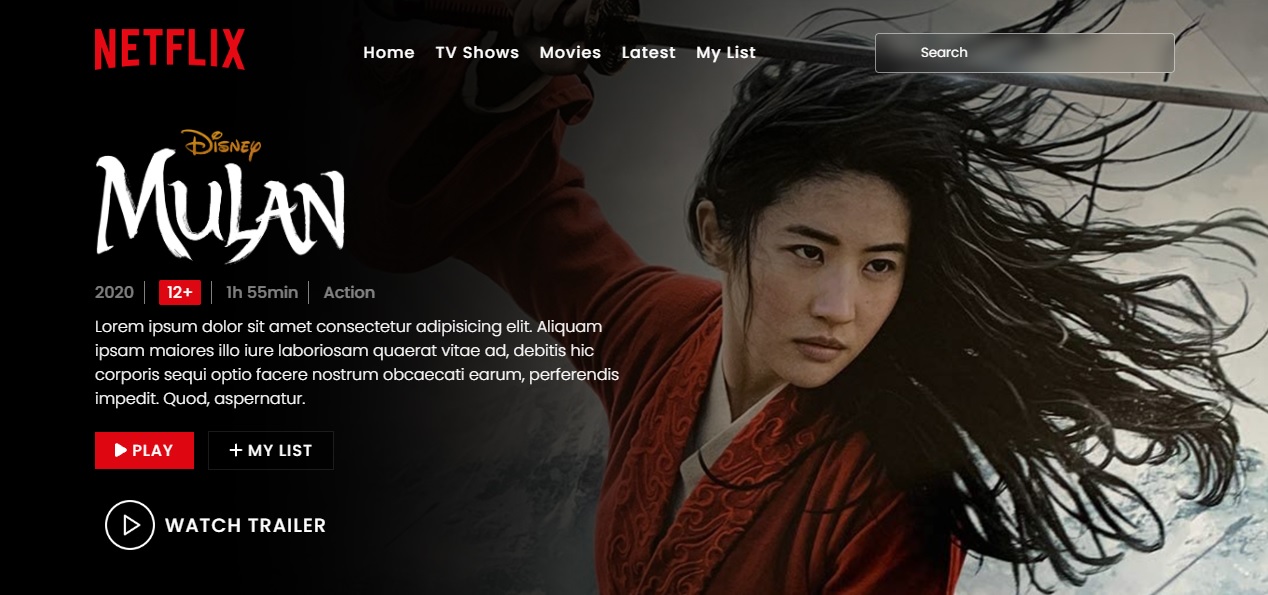 NETFLIX
Home TV Shows Movies Latest My List
Search
Disney
MULAN
2020 12+ 1h 55min Action
Lorem ipsum dolor sit amet consectetur adipisicing elit. Aliquam
ipsam maiores illo iure laboriosam quaerat vitae ad, debitis hic
corporis sequi optio facere nostrum obcaecati earum, perferendis
impedit. Quod, aspernatur.
PLAY MY LIST
WATCH TRAILER